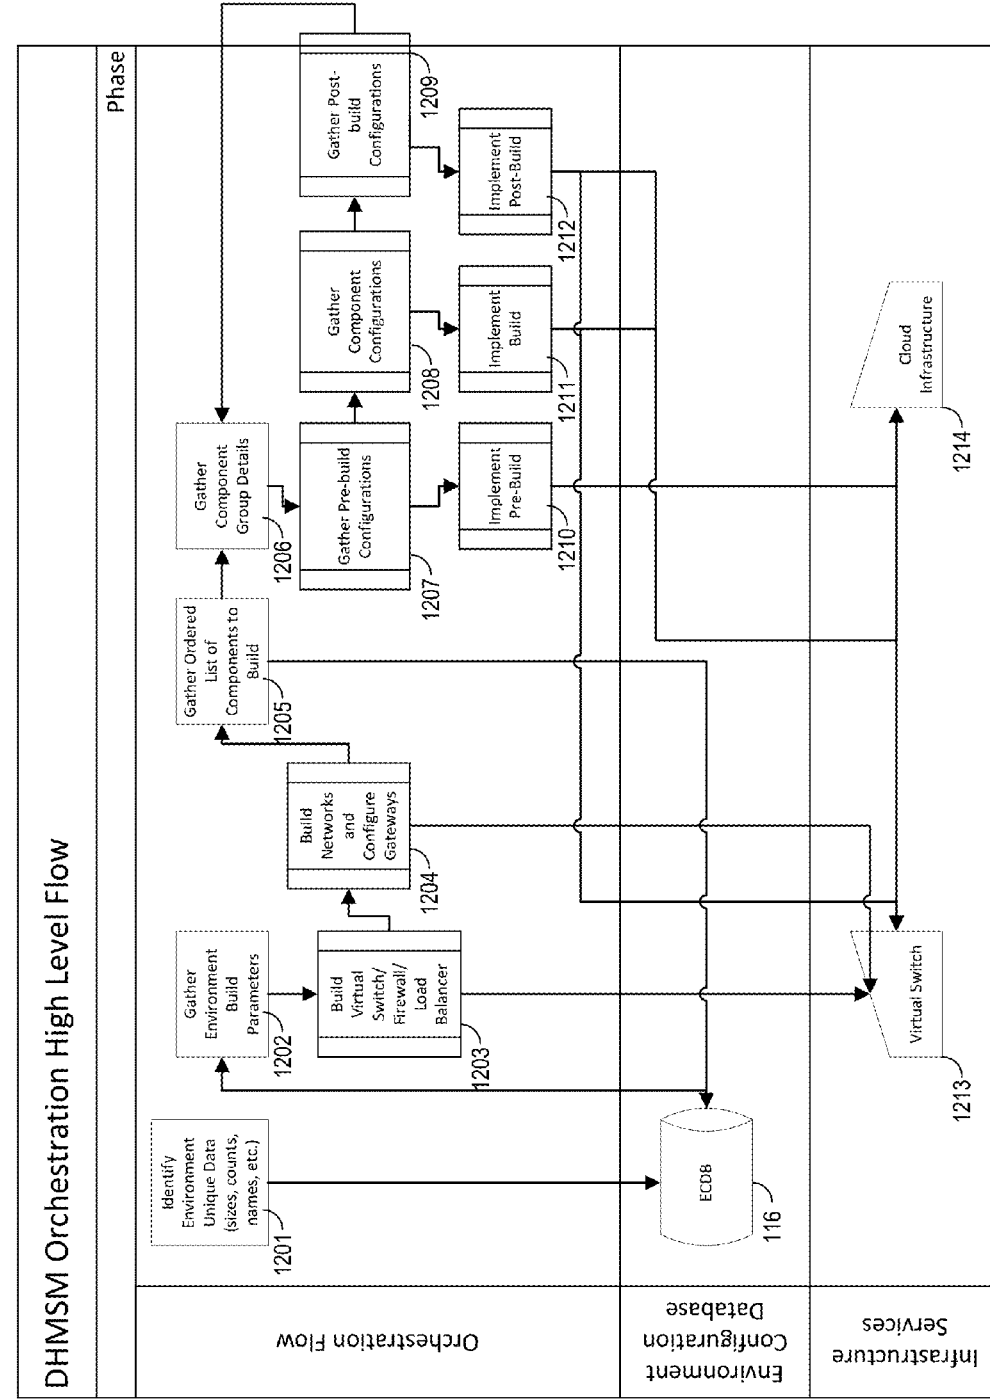 DHMSM Orchestration High Level Flow
Phase
Orchestration Flow
Identify
Environment
Unique Data
(sizes, counts,
names, etc.)
1201
Gather
Environment
Build
Parameters
1202
Build
Virtual
Switch/
Firewall/
Load
Balancer
1203
Build
Networks
and
Configure
Gateways
1204
Gather Ordered
List of
Components to
Build
1205
Gather
Component
Group Details
1206
Gather Pre-build
Configurations
1207
Gather
Component
Configurations
1208
Gather Post-
build
Configurations
1209
Implement
Pre-Build
1210
Implement
Build
1211
Implement
Post-Build
1212
Environment
Configuration
Database
ECDB
116
Infrastructure
Services
Virtual Switch
1213
Cloud
Infrastructure
1214